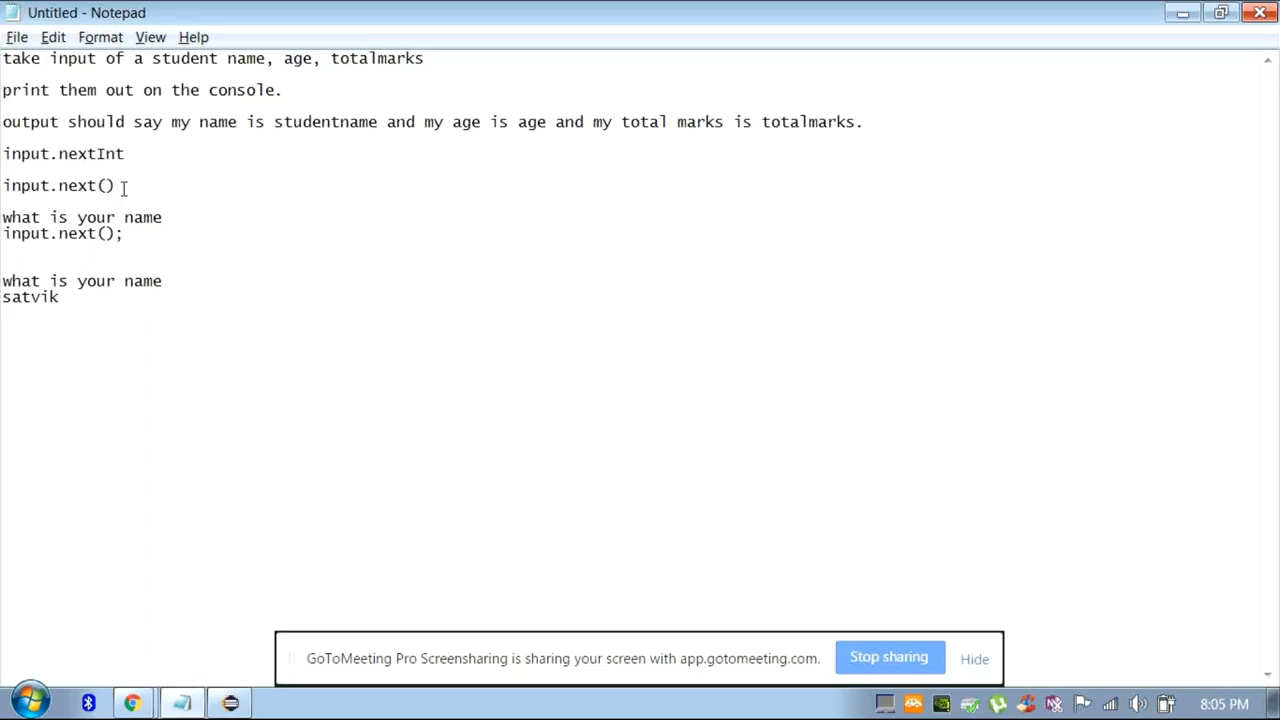 Untitled - Notepad
File Edit Format View Help
take input of a student name, age, totalmarks
print them out on the console.
output should say my name is studentname and my age is age and my total marks is totalmarks.
input.nextInt
input.next()
what is your name
input.next();
what is your name
satvik
GoToMeeting Pro Screensharing is sharing your screen with app.gotomeeting.com. Stop sharing Hide
8:05 PM